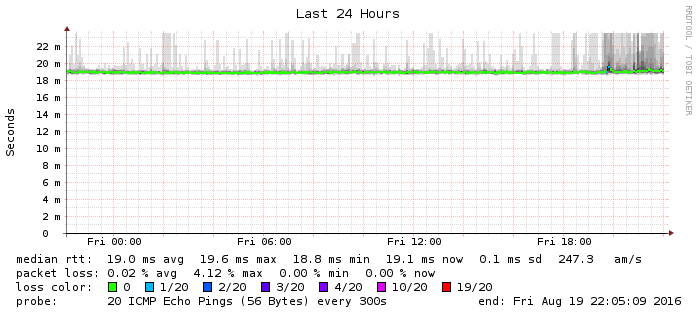 Last 24 Hours
RRDTOOL / TOBI OETIKER
Seconds
22 m
20 m
18 m
16 m
14 m
12 m
10 m
8 m
6 m
4 m
2 m
0
Fri 00:00 Fri 06:00 Fri 12:00 Fri 18:00
median rtt: 19.0 ms avg 19.6 ms max 18.8 ms min 19.1 ms now 0.1 ms sd 247.3 am/s
packet loss: 0.02 % avg 4.12 % max 0.00 % min 0.00 % now
loss color: 0 1/20 2/20 3/20 4/20 10/20 19/20
probe: 20 ICMP Echo Pings (56 Bytes) every 300s end: Fri Aug 19 22:05:09 2016